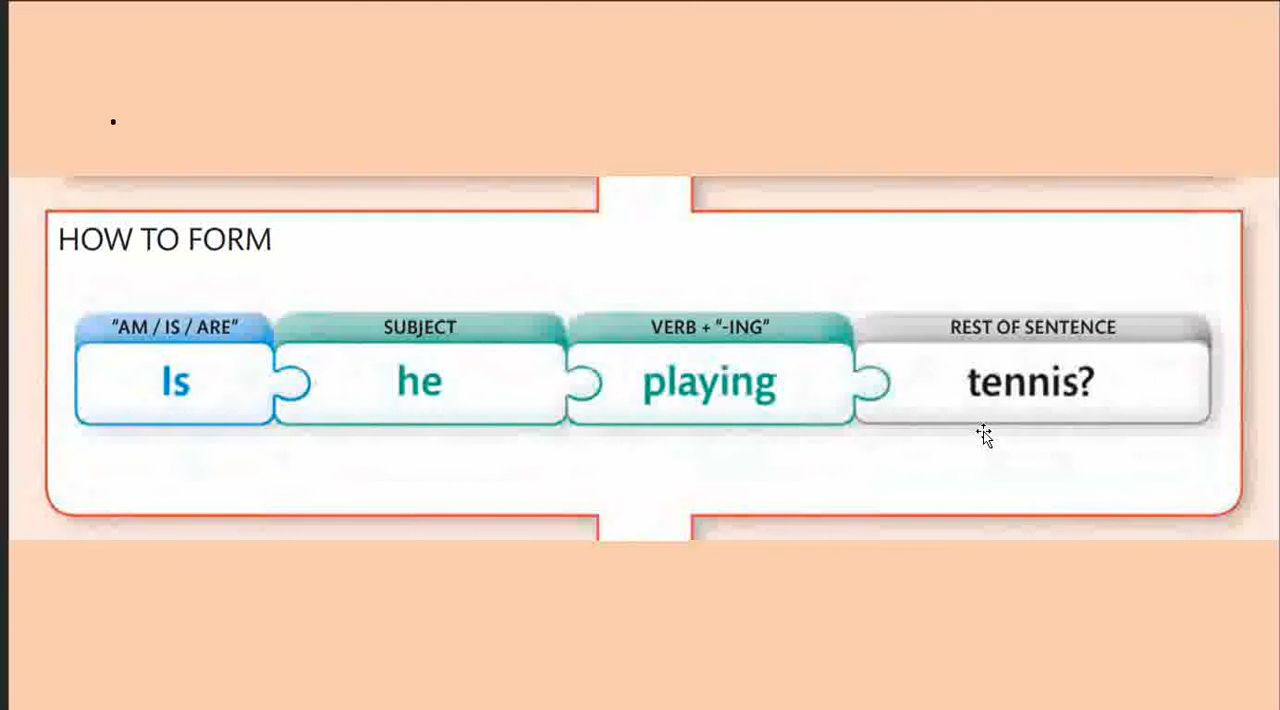 HOW TO FORM
"AM / IS / ARE" SUBJECT VERB + "-ING" REST OF SENTENCE
Is he playing tennis?